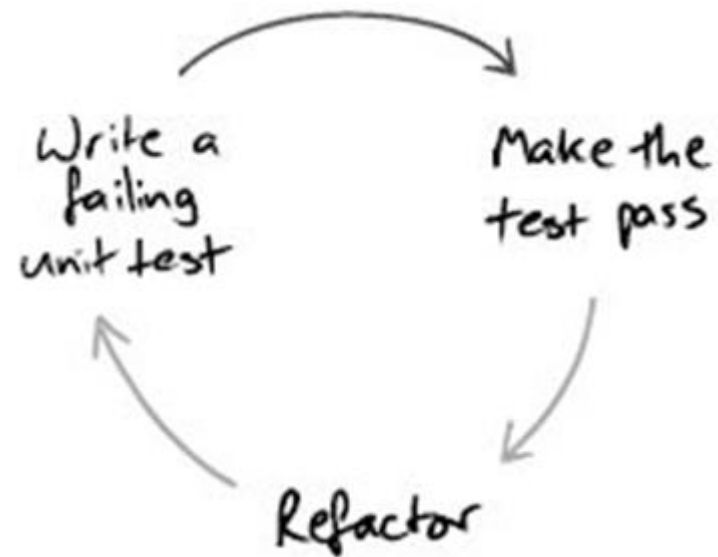 Write a
failing
unit test
Make the
test pass
Refactor